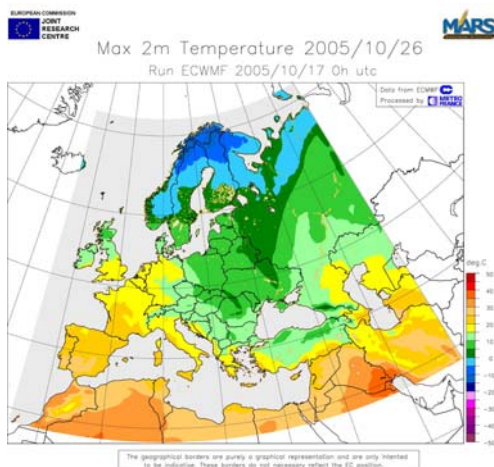 EUROPEAN COMMISSION
JOINT
RESEARCH
CENTRE
MARS
Max 2m Temperature 2005/10/26
Run ECWMF 2005/10/17 0h utc
Data from ECMWF
Processed by METEO FRANCE
deg.C
50
40
30
20
10
0
-10
-20
-30
-40
-50
The geographical borders are purely a graphical representation and are only intended
to be indicative. These borders do not necessary reflect the EC position.